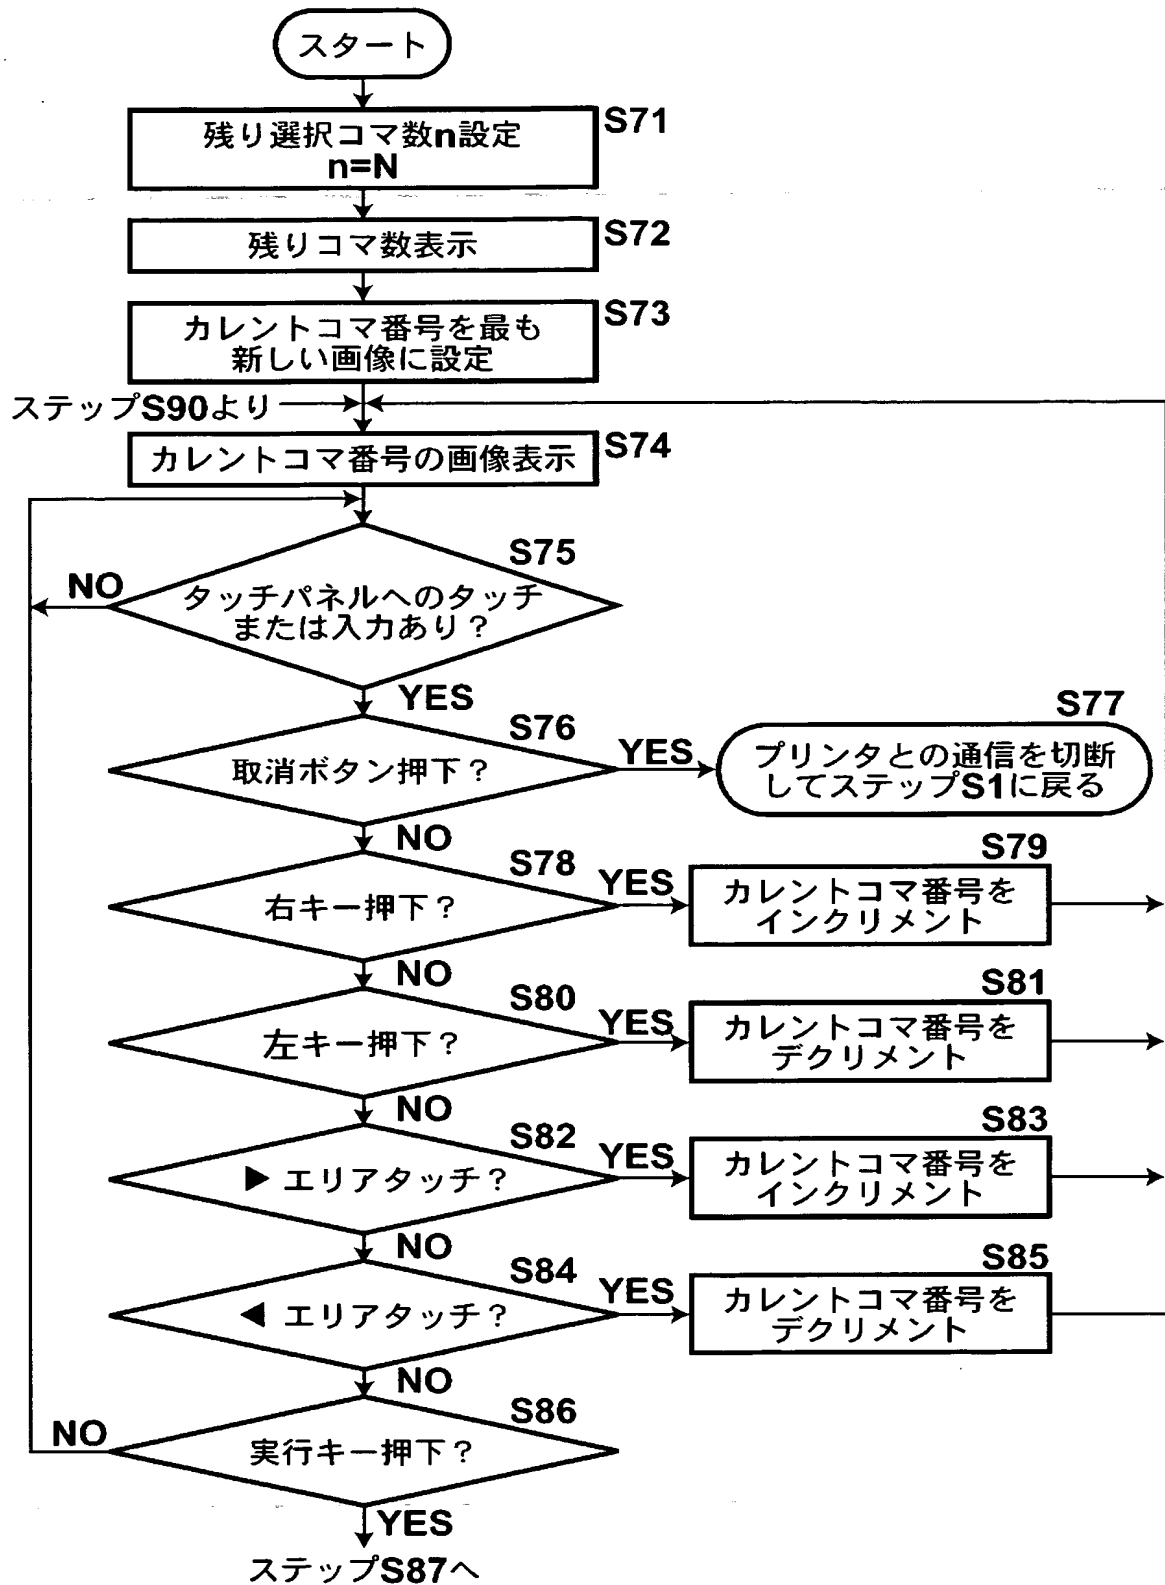 スタート
S71
残り選択コマ数n設定
n=N
S72
残りコマ数表示
S73
カレントコマ番号を最も
新しい画像に設定
ステップS90より
S74
カレントコマ番号の画像表示
S75
NO
タッチパネルへのタッチ
または入力あり？
YES
S76
取消ボタン押下？
YES
S77
プリンタとの通信を切断
してステップS1に戻る
NO
S78
右キー押下？
YES
S79
カレントコマ番号を
インクリメント
NO
S80
左キー押下？
YES
S81
カレントコマ番号を
デクリメント
NO
S82
▶ エリアタッチ？
YES
S83
カレントコマ番号を
インクリメント
NO
S84
◀ エリアタッチ？
YES
S85
カレントコマ番号を
デクリメント
NO
S86
NO
実行キー押下？
YES
ステップS87へ